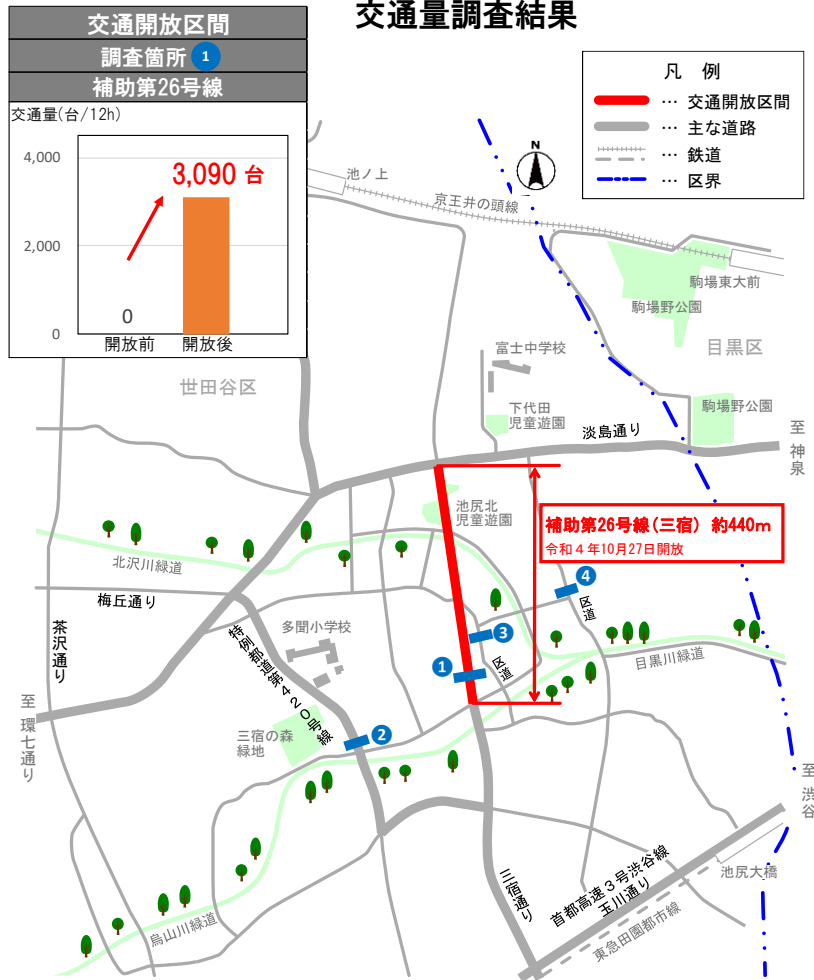 交通量調査結果
交通開放区間
調査箇所 1
補助第26号線
交通量(台/12h)
4,000
3,090 台
2,000
0
0
開放前
開放後
凡 例
… 交通開放区間
… 主な道路
… 鉄道
… 区界
N
池ノ上
京王井の頭線
駒場東大前
駒場野公園
目黒区
富士中学校
世田谷区
下代田
児童遊園
駒場野公園
淡島通り
至 神泉
池尻北
児童遊園
補助第26号線(三宿) 約440m
令和4年10月27日開放
北沢川緑道
4
梅丘通り
区道
茶沢通り
特例都道第420号線
多聞小学校
3
区道
1
目黒川緑道
至 環七通り
三宿の森
緑地
2
至 渋谷
池尻大橋
三宿通り
首都高速3号渋谷線
玉川通り
東急田園都市線
烏山川緑道